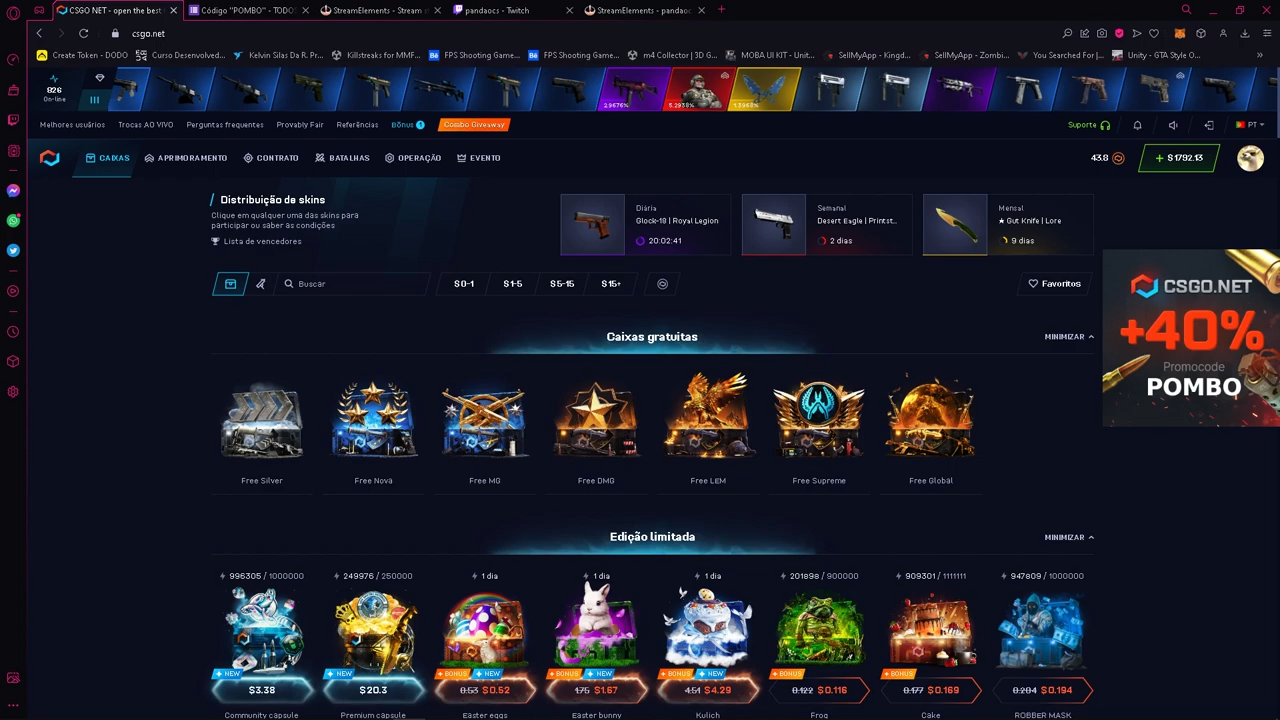 CSGO.NET - open the best
Código "POMBO" - TODOS
StreamElements - Stream s
pandaocs - Twitch
StreamElements - pandaoc
csgo.net
Create Token - DODO
Curso Desenvolved...
Kelvin Silas Da R. Pr...
Killstreaks for MMF...
FPS Shooting Game...
FPS Shooting Game...
m4 Collector | 3D G...
MOBA UI KIT - Unit...
SellMyApp - Kingd...
SellMyApp - Zombi...
You Searched For |...
Unity - GTA Style O...
826
On-line
2.9676%
5.2938%
Melhores usuários
Trocas AO VIVO
Perguntas frequentes
Provably Fair
Referências
Bônus
Combo Giveaway
Suporte
PT
CAIXAS
APRIMORAMENTO
CONTRATO
BATALHAS
OPERAÇÃO
EVENTO
43.8
+ $ 1792.13
Distribuição de skins
Clique em qualquer uma das skins para
participar ou saber as condições
Lista de vencedores
Diária
Glock-18 | Royal Legion
20:02:41
Semanal
Desert Eagle | Printst...
2 dias
Mensal
★ Gut Knife | Lore
9 dias
Buscar
$ 0-1
$ 1-5
$ 5-15
$ 15+
Favoritos
CSGO.NET
+40%
Promocode
POMBO
Caixas gratuitas
MINIMIZAR
Free Silver
Free Nova
Free MG
Free DMG
Free LEM
Free Supreme
Free Global
Edição limitada
MINIMIZAR
996305 / 1000000
249976 / 250000
1 dia
1 dia
1 dia
201898 / 900000
909301 / 1111111
947809 / 1000000
+ NEW
+ NEW
+ BONUS + NEW
+ BONUS + NEW
+ BONUS + NEW
+ BONUS
+ BONUS
$3.38
$20.3
0.53 $0.52
1.75 $1.67
4.51 $4.29
0.122 $0.116
0.177 $0.169
0.204 $0.194
Community capsule
Premium capsule
Easter eggs
Easter bunny
Kulich
Frog
Cake
ROBBER MASK